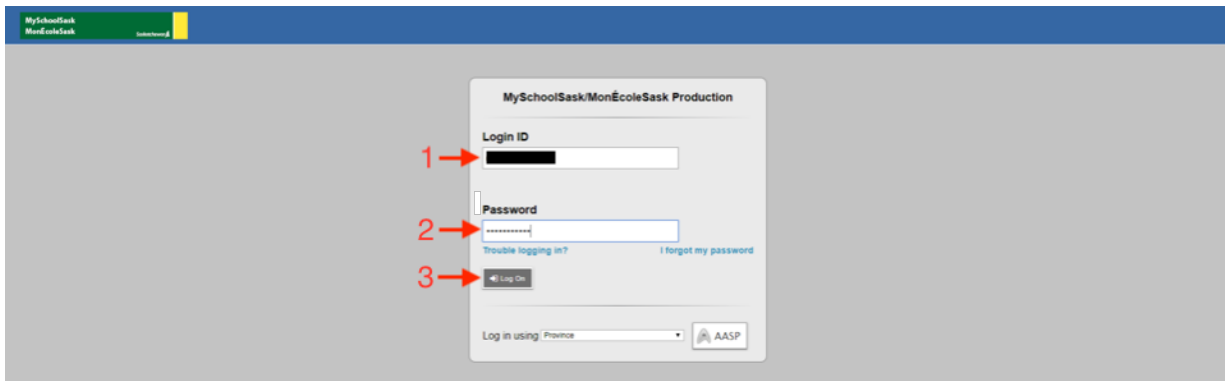 MySchoolSask
MonÉcoleSask
Saskatchewan
MySchoolSask/MonÉcoleSask Production
Login ID
1
Password
2
-----------
Trouble logging in? I forgot my password
3 Log On
Log in using Province AASP